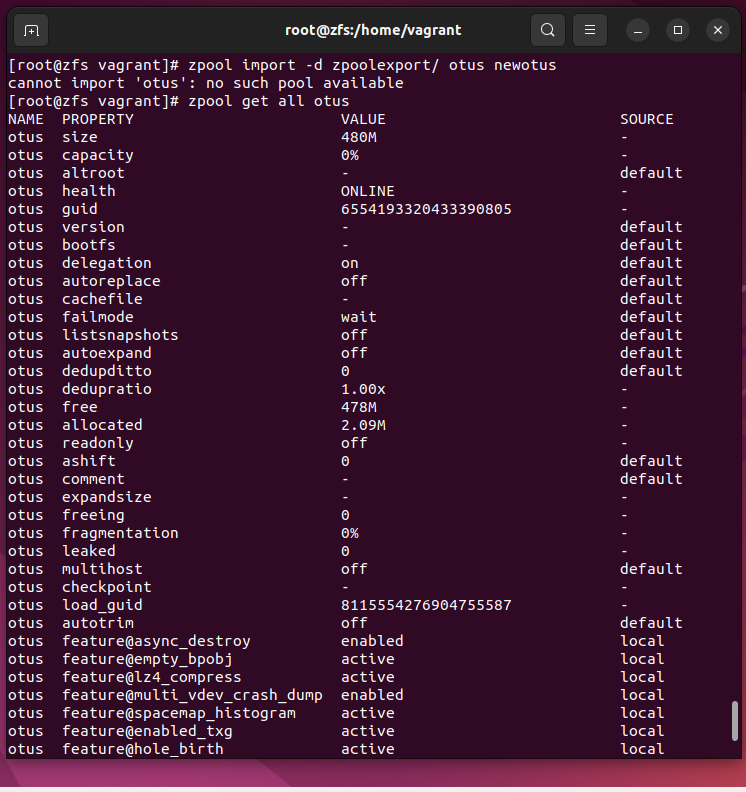 root@zfs:/home/vagrant
[root@zfs vagrant]# zpool import -d zpoolexport/ otus newotus
cannot import 'otus': no such pool available
[root@zfs vagrant]# zpool get all otus
NAME  PROPERTY                       VALUE                          SOURCE
otus  size                           480M                           -
otus  capacity                       0%                             -
otus  altroot                        -                              default
otus  health                         ONLINE                         -
otus  guid                           6554193320433390805            -
otus  version                        -                              default
otus  bootfs                         -                              default
otus  delegation                     on                             default
otus  autoreplace                    off                            default
otus  cachefile                      -                              default
otus  failmode                       wait                           default
otus  listsnapshots                  off                            default
otus  autoexpand                     off                            default
otus  dedupditto                     0                              default
otus  dedupratio                     1.00x                          -
otus  free                           478M                           -
otus  allocated                      2.09M                          -
otus  readonly                       off                            -
otus  ashift                         0                              default
otus  comment                        -                              default
otus  expandsize                     -                              -
otus  freeing                        0                              -
otus  fragmentation                  0%                             -
otus  leaked                         0                              -
otus  multihost                      off                            default
otus  checkpoint                     -                              -
otus  load_guid                      8115554276904755587            -
otus  autotrim                       off                            default
otus  feature@async_destroy          enabled                        local
otus  feature@empty_bpobj            active                         local
otus  feature@lz4_compress           active                         local
otus  feature@multi_vdev_crash_dump  enabled                        local
otus  feature@spacemap_histogram     active                         local
otus  feature@enabled_txg            active                         local
otus  feature@hole_birth             active                         local